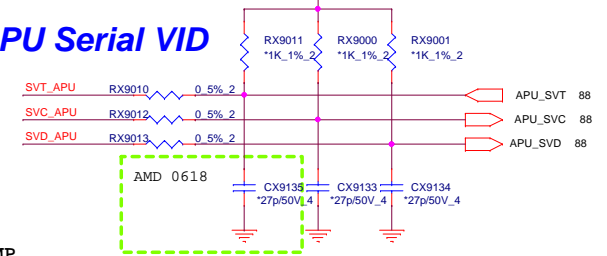 PU Serial VID
RX9011 RX9000 RX9001
*1K_1%_2 *1K_1%_2 *1K_1%_2
SVT_APU RX9010 0_5%_2 APU_SVT 88
SVC_APU RX9012 0_5%_2 APU_SVC 88
SVD_APU RX9013 0_5%_2 APU_SVD 88
AMD 0618
CX9135 CX9133 CX9134
*27p/50V_4 *27p/50V_4 *27p/50V_4